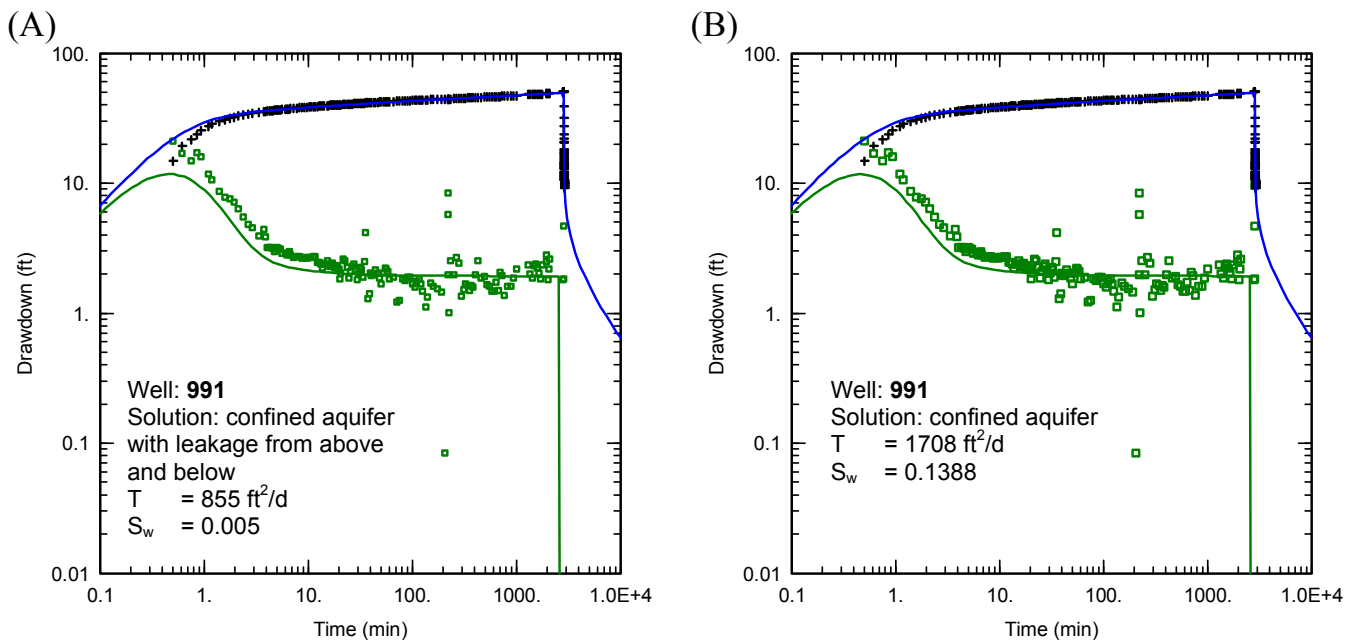 (A)
100.
10.
1.
0.1
0.01
Drawdown (ft)
0.1
1.
10.
100.
1000.
1.0E+4
Time (min)
Well: 991
Solution: confined aquifer
with leakage from above
and below
T = 855 ft²/d
Sw = 0.005
(B)
100.
10.
1.
0.1
0.01
Drawdown (ft)
0.1
1.
10.
100.
1000.
1.0E+4
Time (min)
Well: 991
Solution: confined aquifer
T = 1708 ft²/d
Sw = 0.1388